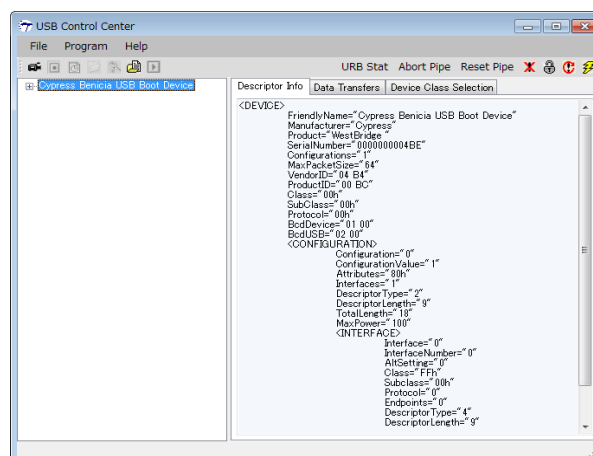 USB Control Center
File Program Help
URB Stat Abort Pipe Reset Pipe
Cypress Benicia USB Boot Device
Descriptor Info Data Transfers Device Class Selection
<DEVICE>
FriendlyName="Cypress Benicia USB Boot Device"
Manufacturer="Cypress"
Product="WestBridge "
SerialNumber="0000000004BE"
Configurations="1"
MaxPacketSize="64"
VendorID="04 B4"
ProductID="00 BC"
Class="00h"
SubClass="00h"
Protocol="00h"
BcdDevice="01 00"
BcdUSB="02 00"
<CONFIGURATION>
Configuration="0"
ConfigurationValue="1"
Attributes="80h"
Interfaces="1"
DescriptorType="2"
DescriptorLength="9"
TotalLength="18"
MaxPower="100"
<INTERFACE>
Interface="0"
InterfaceNumber="0"
AltSetting="0"
Class="FFh"
Subclass="00h"
Protocol="0"
Endpoints="0"
DescriptorType="4"
DescriptorLength="9"